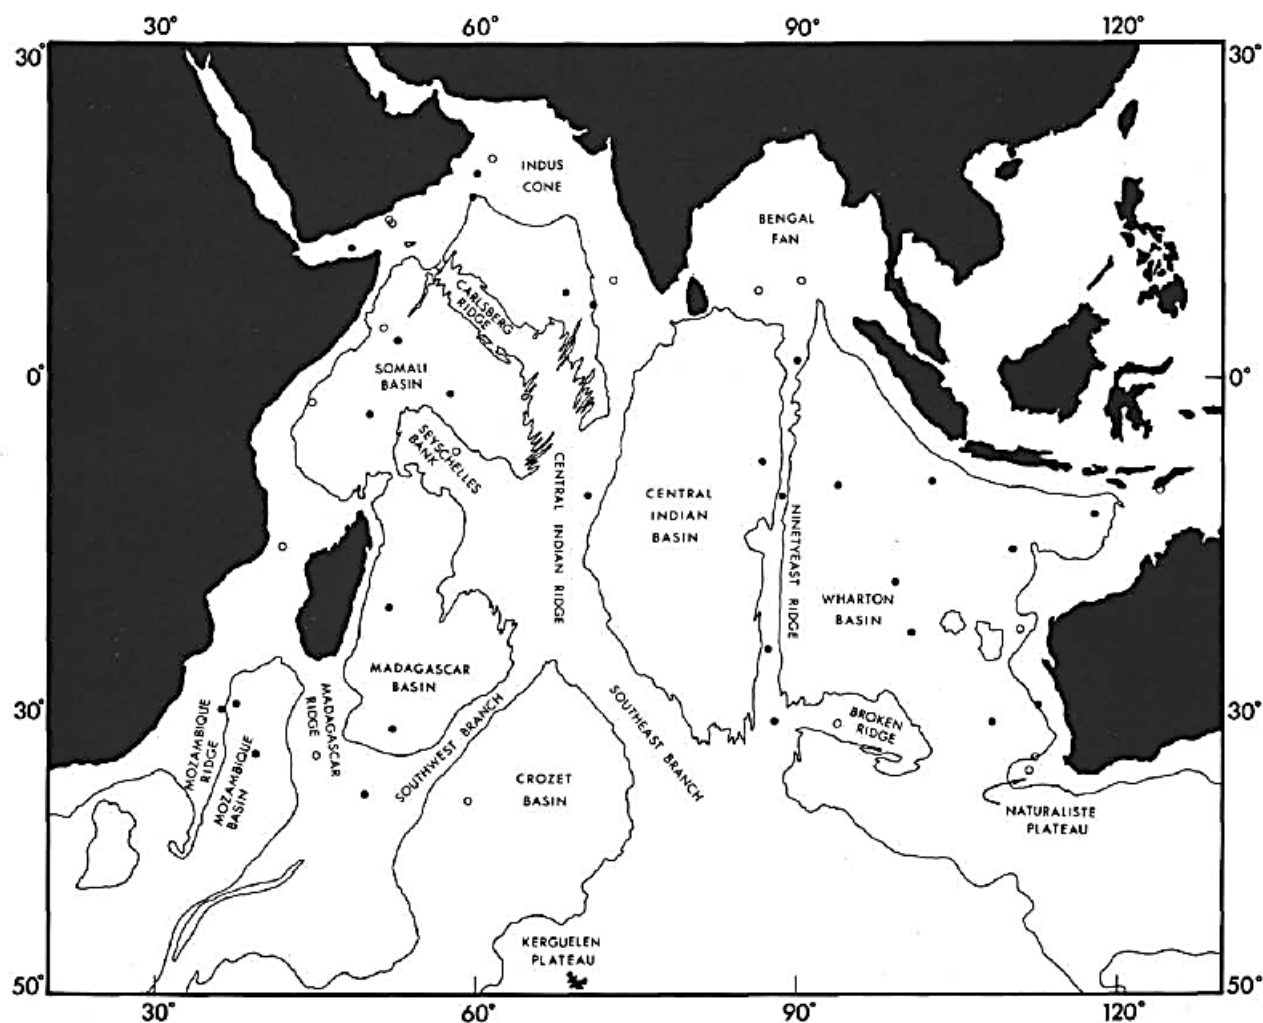 30° 60° 90° 120°
30° 30°
INDUS
CONE
BENGAL
FAN
CARLSBERG
RIDGE
0° 0°
SOMALI
BASIN
SEYSCHELLES
BANK
CENTRAL INDIAN RIDGE
CENTRAL
INDIAN
BASIN
NINETYEAST RIDGE
WHARTON
BASIN
MADAGASCAR
BASIN
MADAGASCAR
RIDGE
30° 30°
MOZAMBIQUE
RIDGE
MOZAMBIQUE
BASIN
SOUTHWEST BRANCH
SOUTHEAST BRANCH
BROKEN
RIDGE
CROZET
BASIN
NATURALISTE
PLATEAU
KERGUELEN
PLATEAU
50° 50°
30° 60° 90° 120°